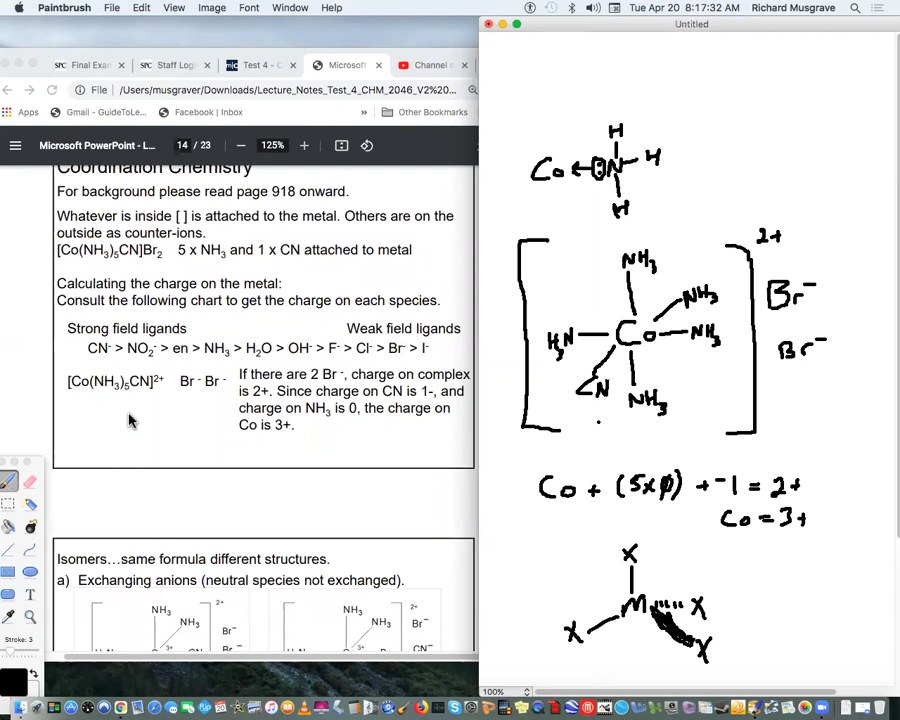 Paintbrush File Edit View Image Font Window Help Tue Apr 20 8:17:32 AM Richard Musgrave
Untitled
Final Exan × Staff Logi × Test 4 - C × Microsoft × Channel c
File /Users/musgraver/Downloads/Lecture_Notes_Test_4_CHM_2046_V2%20...
Apps Gmail - GuideToLe... Facebook | Inbox >> Other Bookmarks
Microsoft PowerPoint - L... 14 / 23 125%
Coordination Chemistry
For background please read page 918 onward.
Whatever is inside [ ] is attached to the metal. Others are on the
outside as counter-ions.
[Co(NH₃)₅CN]Br₂ 5 x NH₃ and 1 x CN attached to metal
Calculating the charge on the metal:
Consult the following chart to get the charge on each species.
Strong field ligands Weak field ligands
CN⁻ > NO₂⁻ > en > NH₃ > H₂O > OH⁻ > F⁻ > Cl⁻ > Br⁻ > I⁻
[Co(NH₃)₅CN]²⁺ Br⁻ Br⁻
If there are 2 Br⁻, charge on complex
is 2+. Since charge on CN is 1-, and
charge on NH₃ is 0, the charge on
Co is 3+.
Isomers...same formula different structures.
a) Exchanging anions (neutral species not exchanged).
NH₃ 2+ NH₃ 2+
NH₃ Br⁻ NH₃ Br⁻
3+ Br⁻ 3+ CN⁻
T
Stroke: 3
H
Co ← :N H
H
2+
NH₃
NH₃ Br⁻
H₃N Co NH₃
Br⁻
CN NH₃
Co + (5x0) + -1 = 2+
Co = 3+
X
M X
X
X
100%